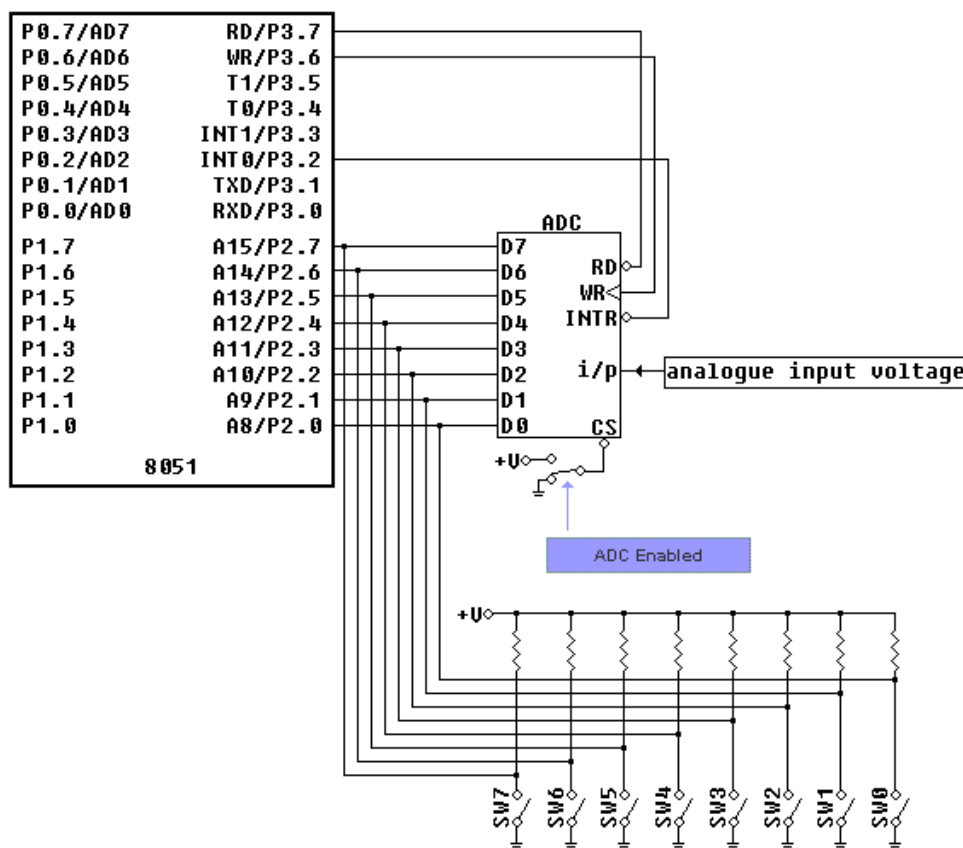 P0.7/AD7 RD/P3.7
P0.6/AD6 WR/P3.6
P0.5/AD5 T1/P3.5
P0.4/AD4 T0/P3.4
P0.3/AD3 INT1/P3.3
P0.2/AD2 INT0/P3.2
P0.1/AD1 TXD/P3.1
P0.0/AD0 RXD/P3.0
P1.7 A15/P2.7
P1.6 A14/P2.6
P1.5 A13/P2.5
P1.4 A12/P2.4
P1.3 A11/P2.3
P1.2 A10/P2.2
P1.1 A9/P2.1
P1.0 A8/P2.0
8051
ADC
D7
D6 RD
D5 WR
D4 INTR
D3
D2 i/p
D1
D0 CS
analogue input voltage
+V
ADC Enabled
+V
SW7 SW6 SW5 SW4 SW3 SW2 SW1 SW0